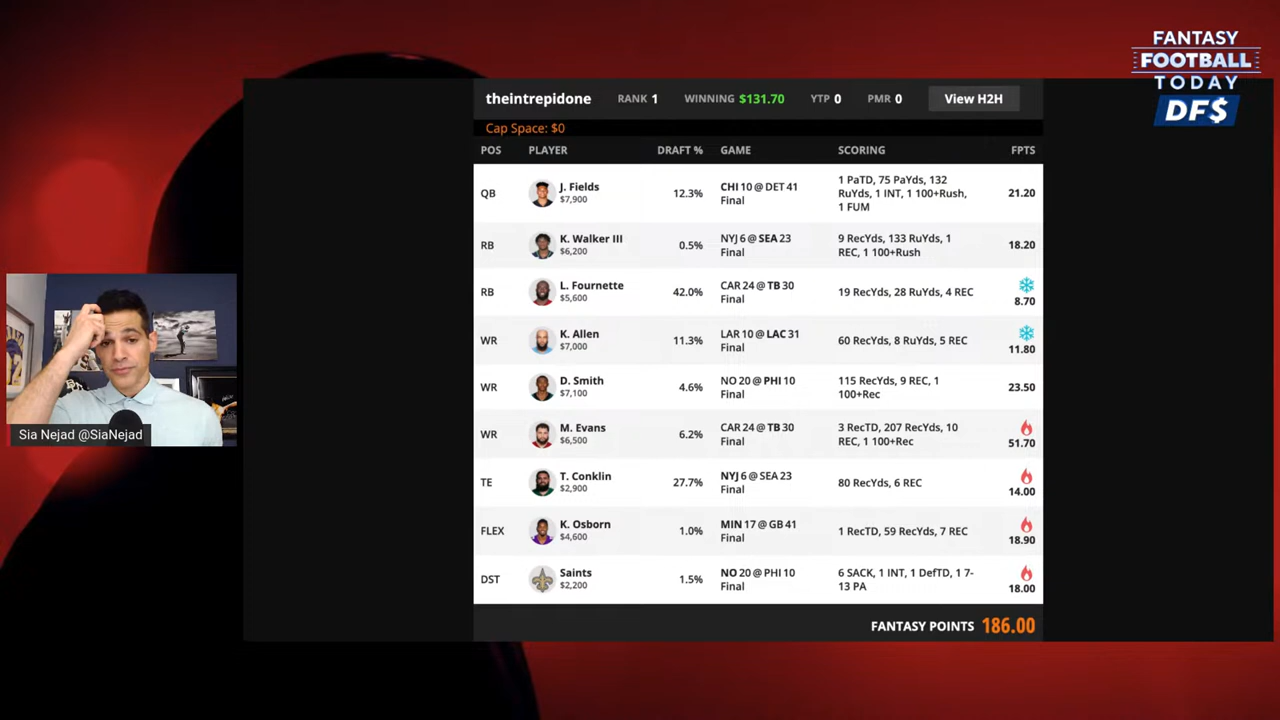 FANTASY
FOOTBALL
TODAY
DF$
theintrepidone RANK 1 WINNING $131.70 YTP 0 PMR 0 View H2H
Cap Space: $0
POS PLAYER DRAFT % GAME SCORING FPTS
QB J. Fields $7,900 12.3% CHI 10 @ DET 41 Final 1 PaTD, 75 PaYds, 132 RuYds, 1 INT, 1 100+Rush, 1 FUM 21.20
RB K. Walker III $6,200 0.5% NYJ 6 @ SEA 23 Final 9 RecYds, 133 RuYds, 1 REC, 1 100+Rush 18.20
RB L. Fournette $5,600 42.0% CAR 24 @ TB 30 Final 19 RecYds, 28 RuYds, 4 REC 8.70
WR K. Allen $7,000 11.3% LAR 10 @ LAC 31 Final 60 RecYds, 8 RuYds, 5 REC 11.80
WR D. Smith $7,100 4.6% NO 20 @ PHI 10 Final 115 RecYds, 9 REC, 1 100+Rec 23.50
WR M. Evans $6,500 6.2% CAR 24 @ TB 30 Final 3 RecTD, 207 RecYds, 10 REC, 1 100+Rec 51.70
TE T. Conklin $2,900 27.7% NYJ 6 @ SEA 23 Final 80 RecYds, 6 REC 14.00
FLEX K. Osborn $4,600 1.0% MIN 17 @ GB 41 Final 1 RecTD, 59 RecYds, 7 REC 18.90
DST Saints $2,200 1.5% NO 20 @ PHI 10 Final 6 SACK, 1 INT, 1 DefTD, 1 7-13 PA 18.00
FANTASY POINTS 186.00
Sia Nejad @SiaNejad